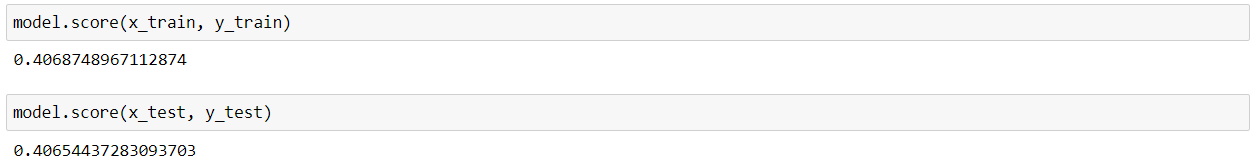 model.score(x_train, y_train)
0.4068748967112874
model.score(x_test, y_test)
0.40654437283093703